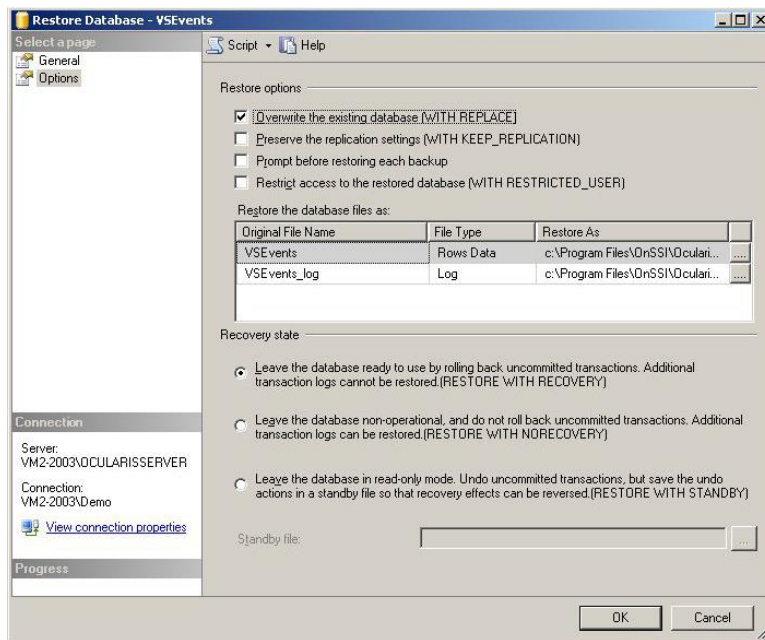 Restore Database - VSEvents
Select a page
General
Options
Script
Help
Restore options
Overwrite the existing database (WITH REPLACE)
Preserve the replication settings (WITH KEEP_REPLICATION)
Prompt before restoring each backup
Restrict access to the restored database (WITH RESTRICTED_USER)
Restore the database files as:
Original File Name File Type Restore As
VSEvents Rows Data c:\Program Files\OnSSI\Oculari... ....
VSEvents_log Log c:\Program Files\OnSSI\Oculari... ....
Recovery state
Leave the database ready to use by rolling back uncommitted transactions. Additional
transaction logs cannot be restored.(RESTORE WITH RECOVERY)
Leave the database non-operational, and do not roll back uncommitted transactions. Additional
transaction logs can be restored.(RESTORE WITH NORECOVERY)
Leave the database in read-only mode. Undo uncommitted transactions, but save the undo
actions in a standby file so that recovery effects can be reversed.(RESTORE WITH STANDBY)
Standby file: ...
Connection
Server:
VM2-2003\OCULARISSERVER
Connection:
VM2-2003\Demo
View connection properties
Progress
OK
Cancel